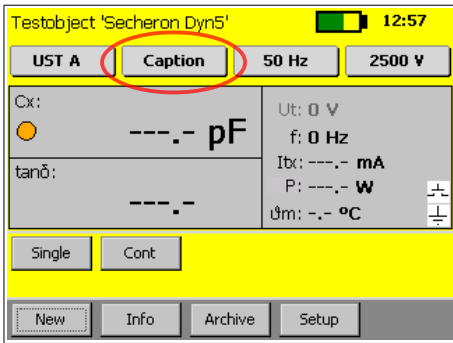 Testobject 'Secheron Dyn5' 12:57
UST A Caption 50 Hz 2500 V
Cx:
---.- pF
tanδ:
---.-
Ut: 0 V
f: 0 Hz
Itx: ---.- mA
P: ---.- W
ϑm: -.- ºC
Single Cont
New Info Archive Setup